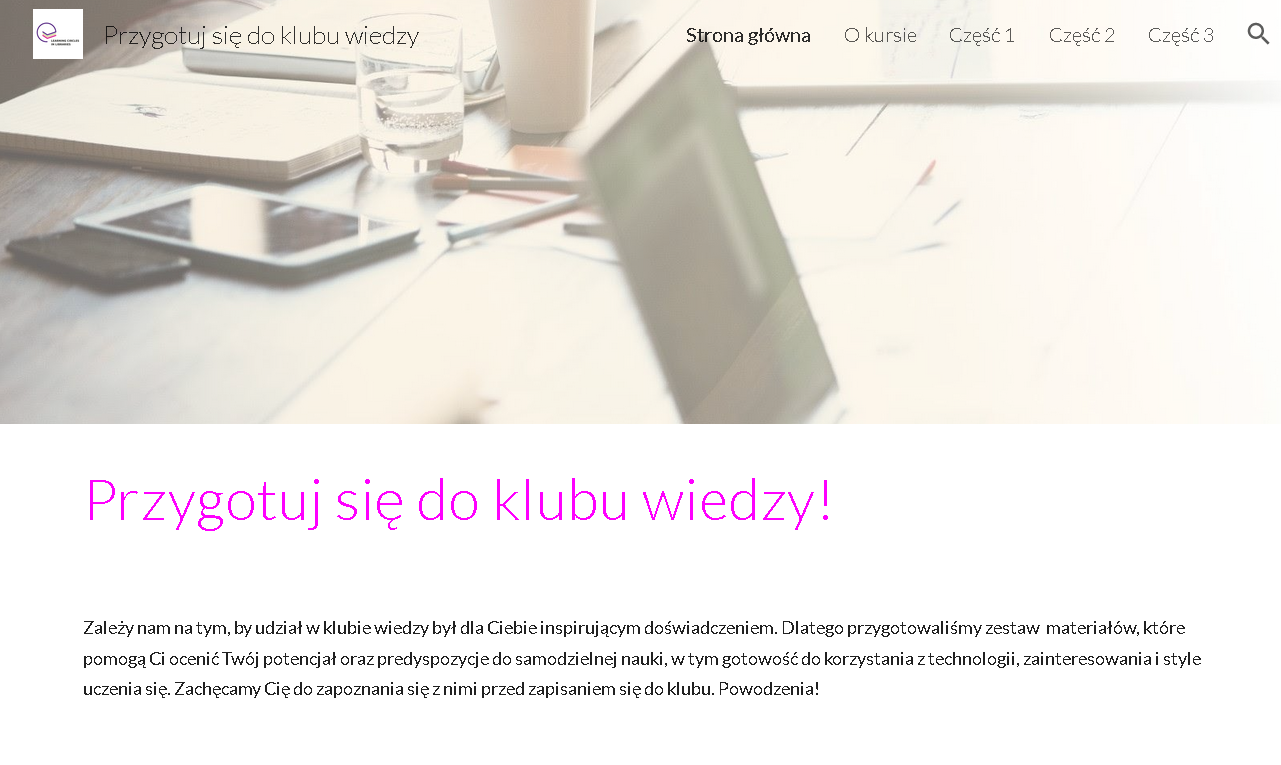 LEARNING CIRCLES
IN LIBRARIES
Przygotuj się do klubu wiedzy
Strona główna
O kursie
Część 1
Część 2
Część 3
Przygotuj się do klubu wiedzy!
Zależy nam na tym, by udział w klubie wiedzy był dla Ciebie inspirującym doświadczeniem. Dlatego przygotowaliśmy zestaw materiałów, które
pomogą Ci ocenić Twój potencjał oraz predyspozycje do samodzielnej nauki, w tym gotowość do korzystania z technologii, zainteresowania i style
uczenia się. Zachęcamy Cię do zapoznania się z nimi przed zapisaniem się do klubu. Powodzenia!